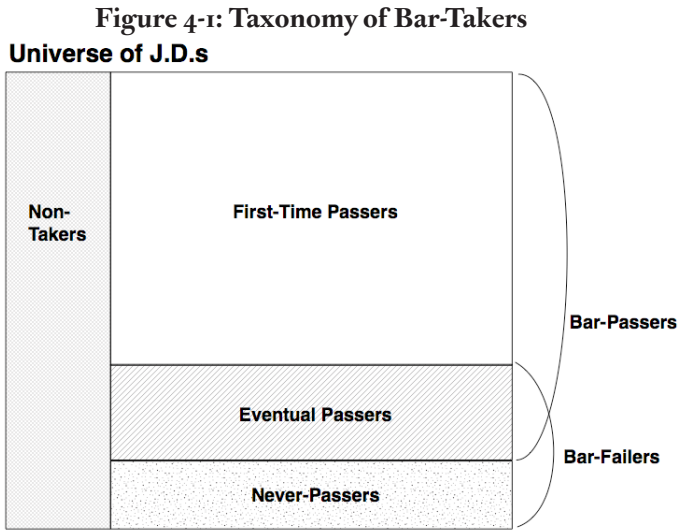 Figure 4-1: Taxonomy of Bar-Takers
Universe of J.D.s
Non-
Takers
First-Time Passers
Bar-Passers
Eventual Passers
Bar-Failers
Never-Passers